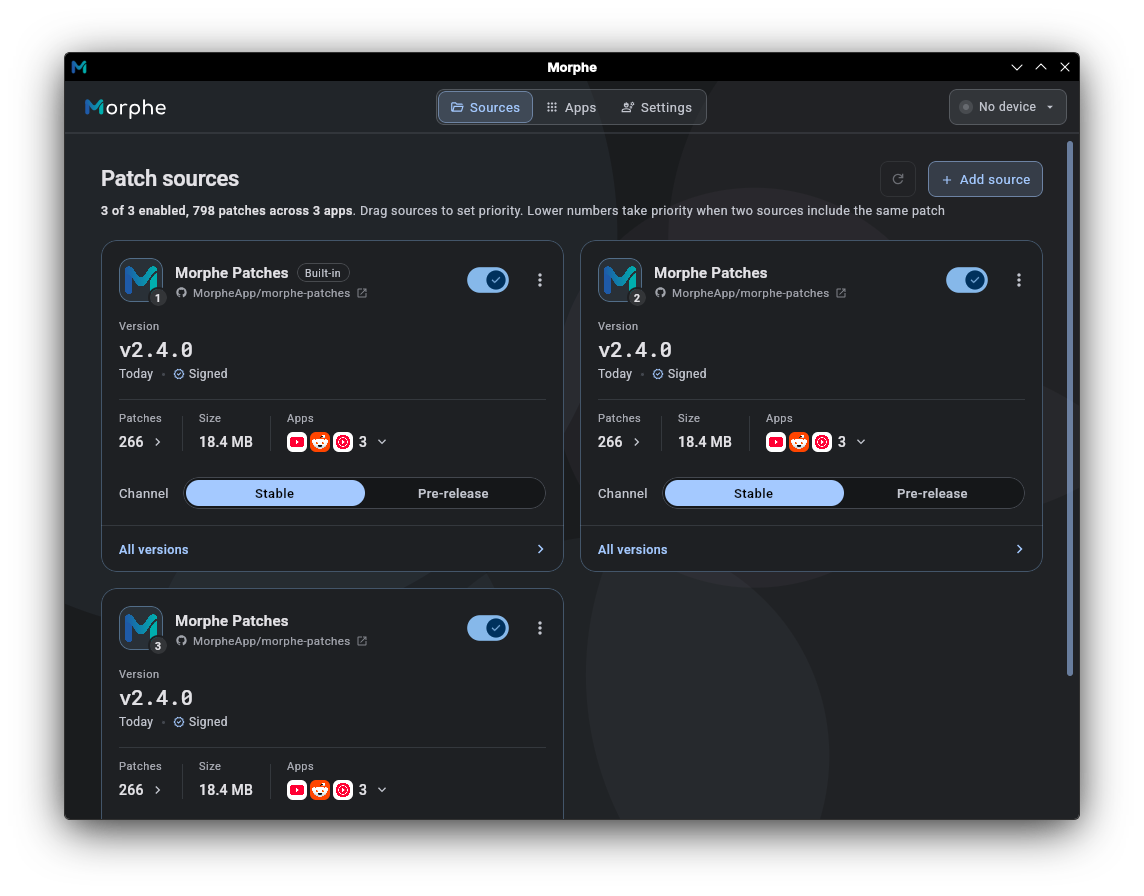 Morphe
Morphe
Sources
Apps
Settings
No device
Patch sources
Add source
3 of 3 enabled, 798 patches across 3 apps. Drag sources to set priority. Lower numbers take priority when two sources include the same patch
Morphe Patches
Built-in
1
MorpheApp/morphe-patches
Version
v2.4.0
Today • Signed
Patches
Size
Apps
266
18.4 MB
3
Channel
Stable
Pre-release
All versions
Morphe Patches
2
MorpheApp/morphe-patches
Version
v2.4.0
Today • Signed
Patches
Size
Apps
266
18.4 MB
3
Channel
Stable
Pre-release
All versions
Morphe Patches
3
MorpheApp/morphe-patches
Version
v2.4.0
Today • Signed
Patches
Size
Apps
266
18.4 MB
3